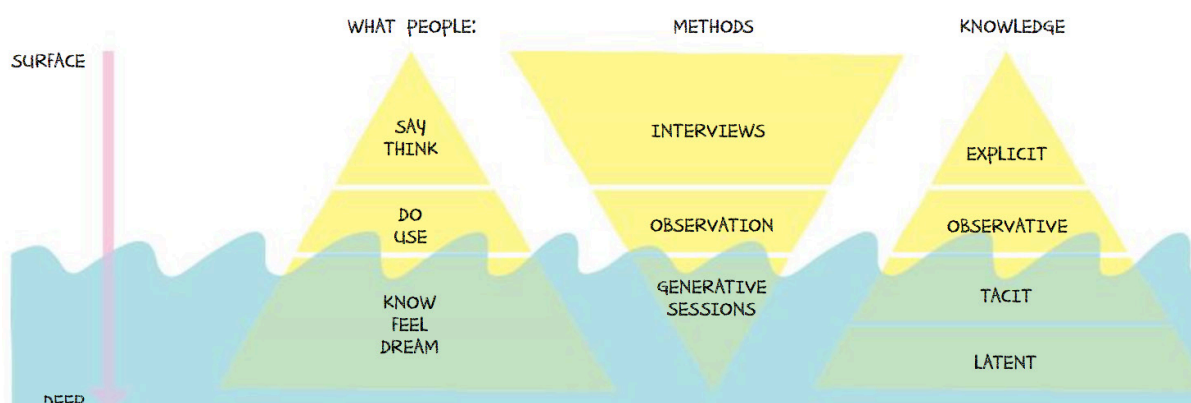 WHAT PEOPLE:
METHODS
KNOWLEDGE
SURFACE
SAY
THINK
INTERVIEWS
EXPLICIT
DO
USE
OBSERVATION
OBSERVATIVE
KNOW
FEEL
DREAM
GENERATIVE
SESSIONS
TACIT
LATENT
DEEP